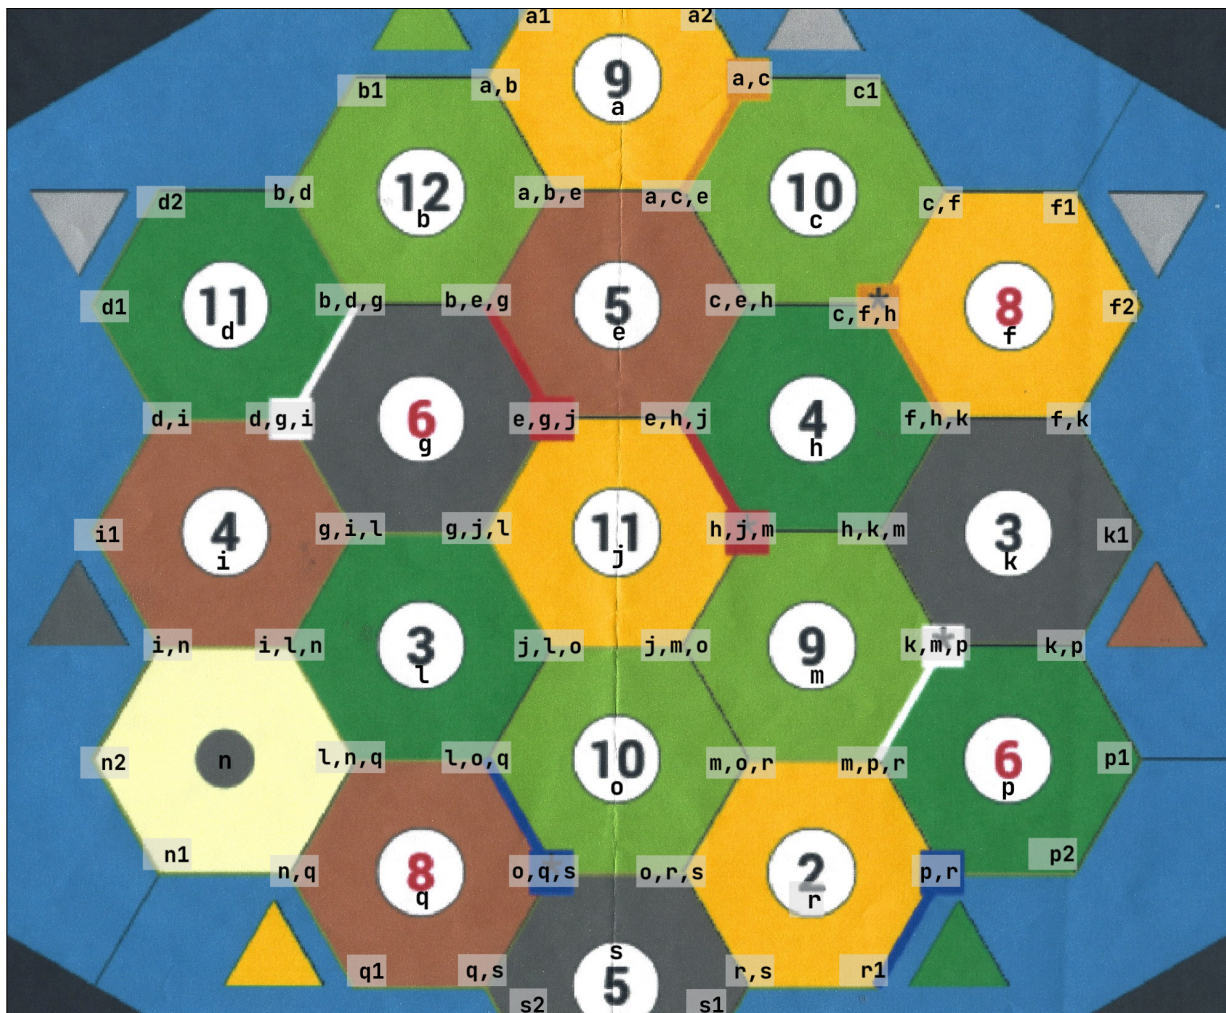 a1 a2
9
a
b1 a,b a,c c1
12
b
10
c
d2 b,d a,b,e a,c,e c,f f1
11
d
5
e
8
f
d1 b,d,g b,e,g c,e,h * c,f,h f2
6
g
4
h
d,i d,g,i e,g,j e,h,j f,h,k f,k
4
i
11
j
3
k
i1 g,i,l g,j,l h,j,m h,k,m k1
3
l
9
m
i,n i,l,n j,l,o j,m,o * k,m,p k,p
n
10
o
6
p
n2 l,n,q l,o,q m,o,r m,p,r p1
n1 p2
8
q
2
r
n,q o,q,s o,r,s p,r
s
5
q1 q,s r,s r1
s2 s1